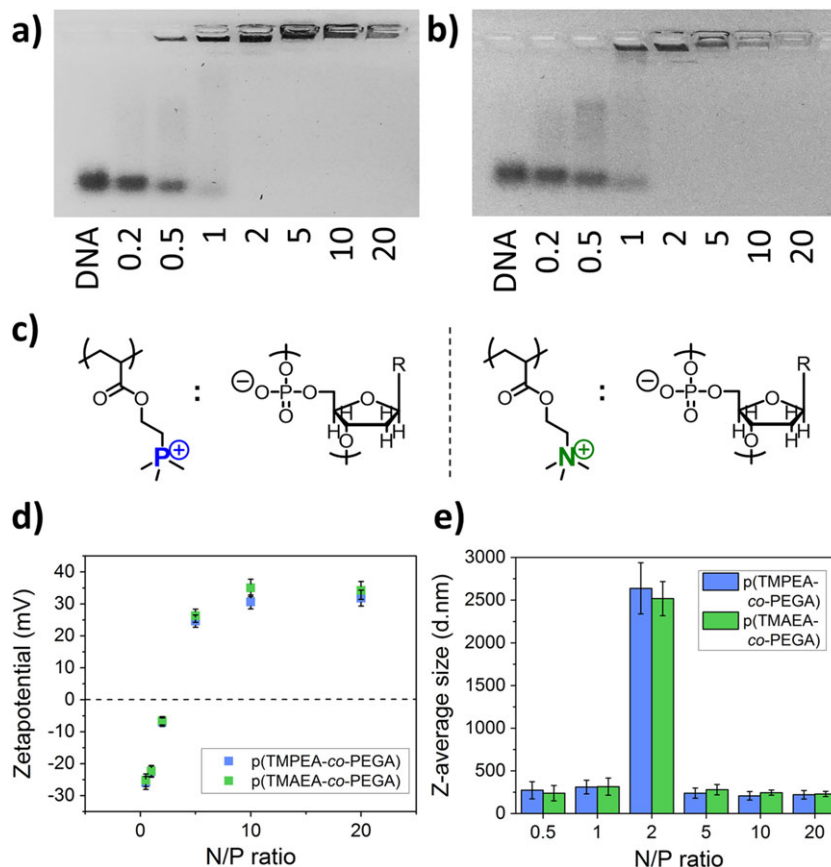 a)
b)
DNA
0.2
0.5
1
2
5
10
20
DNA
0.2
0.5
1
2
5
10
20
c)
R
O
O
O
P
O
O
H
H
H
H
O
P
:
R
O
O
O
P
O
O
H
H
H
H
O
N
:
d)
Zetapotential (mV)
40
30
20
10
0
-10
-20
-30
p(TMPEA-co-PEGA)
p(TMAEA-co-PEGA)
0
10
20
N/P ratio
e)
Z-average size (d.nm)
3000
2500
2000
1500
1000
500
250
0
p(TMPEA-
co-PEGA)
p(TMAEA-
co-PEGA)
0.5
1
2
5
10
20
N/P ratio